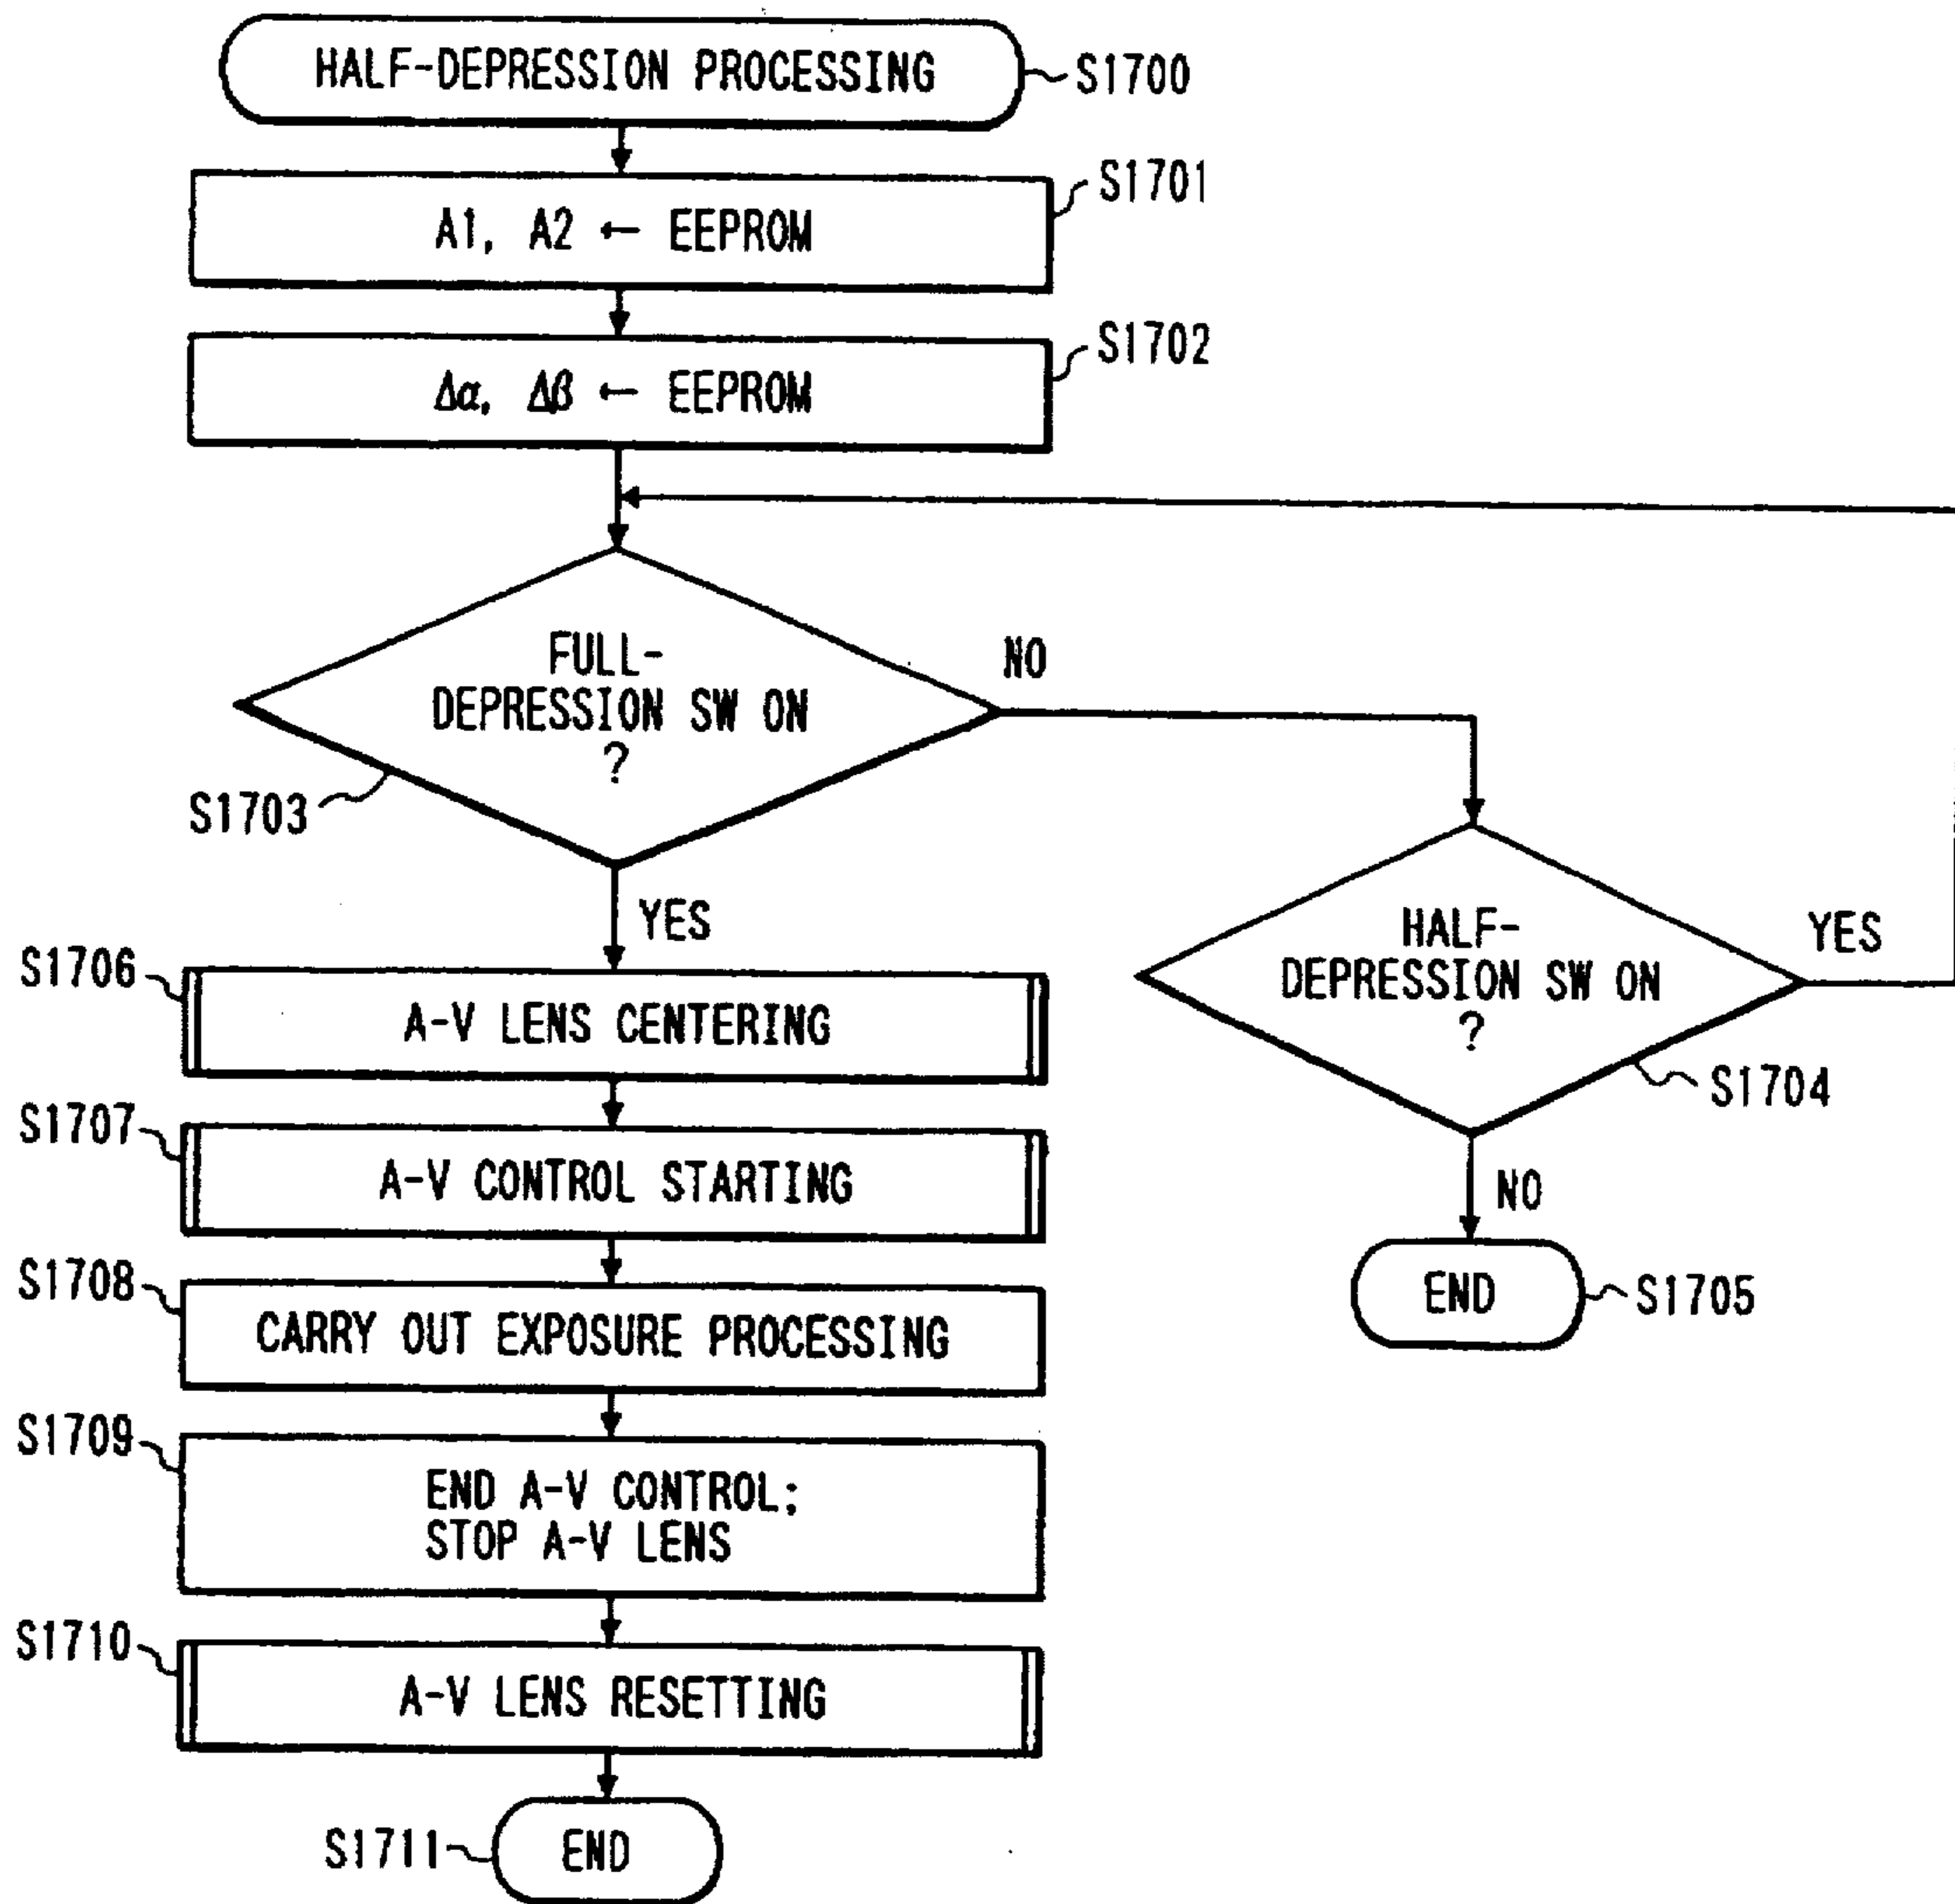 HALF-DEPRESSION PROCESSING
S1700
S1701
A1, A2 ← EEPROM
S1702
Δα, Δβ ← EEPROM
FULL-
DEPRESSION SW ON
?
NO
S1703
YES
HALF-
DEPRESSION SW ON
?
YES
S1704
NO
END
S1705
S1706
A-V LENS CENTERING
S1707
A-V CONTROL STARTING
S1708
CARRY OUT EXPOSURE PROCESSING
S1709
END A-V CONTROL;
STOP A-V LENS
S1710
A-V LENS RESETTING
S1711
END